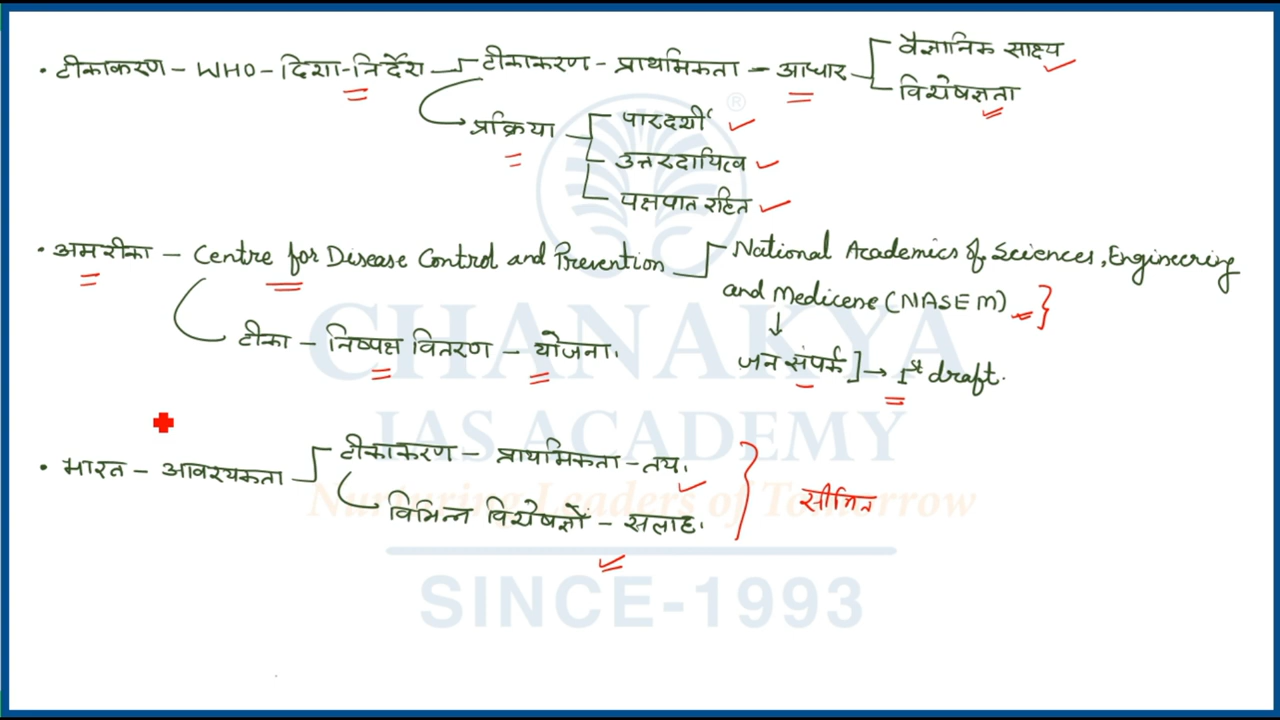 • टीकाकरण – WHO – दिशा-निर्देश टीकाकरण – प्राथमिकता – आधार वैज्ञानिक साक्ष्य
विशेषज्ञता
प्रक्रिया पारदर्शी
उत्तरदायित्व
पक्षपात रहित
• अमरीका – Centre for Disease Control and Prevention National Academics of Sciences, Engineering
and Medicene (NASEM)
टीका – निष्पक्ष वितरण – योजना.
जन संपर्क] → 1st draft.
• भारत – आवश्यकता टीकाकरण – प्राथमिकता – तय.
विभिन्न विशेषज्ञों – सलाह.
सीमित
CHANAKYA
IAS ACADEMY
Nurturing Leaders of Tomorrow
SINCE-1993
®